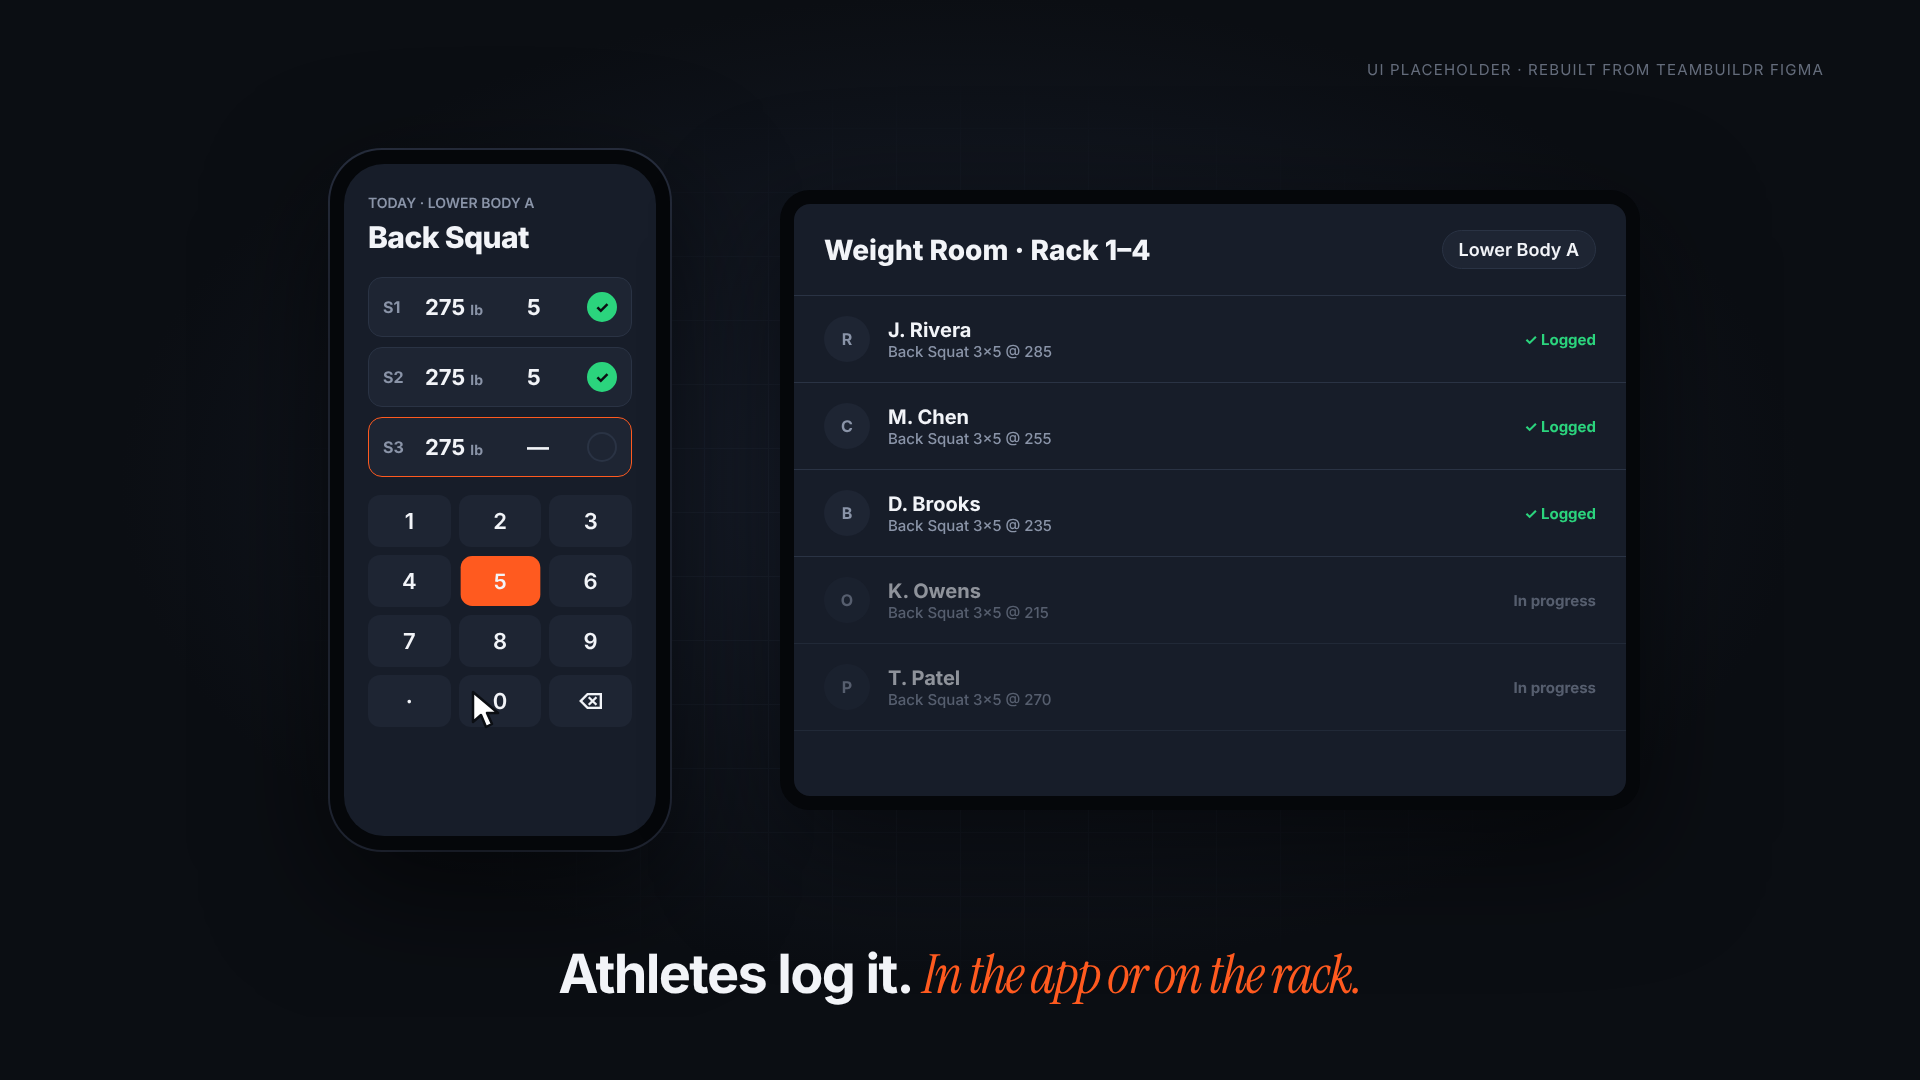 UI PLACEHOLDER · REBUILT FROM TEAMBUILDR FIGMA
TODAY · LOWER BODY A
Back Squat
S1 275 lb 5
S2 275 lb 5
S3 275 lb —
1 2 3
4 5 6
7 8 9
· 0
Weight Room · Rack 1–4
Lower Body A
R
J. Rivera
Back Squat 3×5 @ 285
✓ Logged
C
M. Chen
Back Squat 3×5 @ 255
✓ Logged
B
D. Brooks
Back Squat 3×5 @ 235
✓ Logged
O
K. Owens
Back Squat 3×5 @ 215
In progress
P
T. Patel
Back Squat 3×5 @ 270
In progress
Athletes log it. In the app or on the rack.